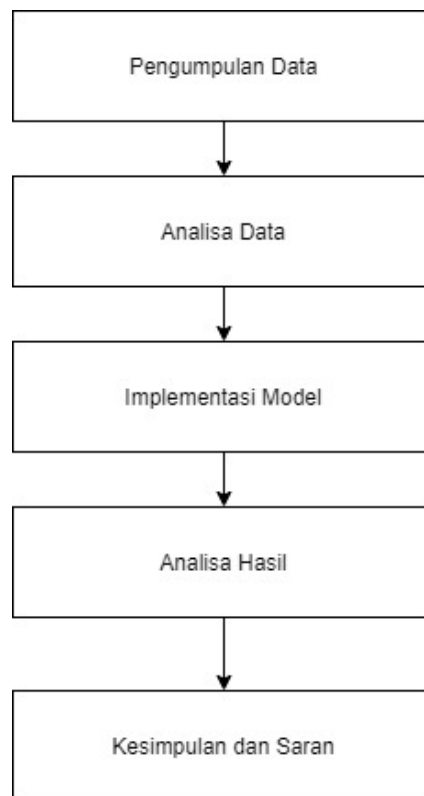 Pengumpulan Data
Analisa Data
Implementasi Model
Analisa Hasil
Kesimpulan dan Saran